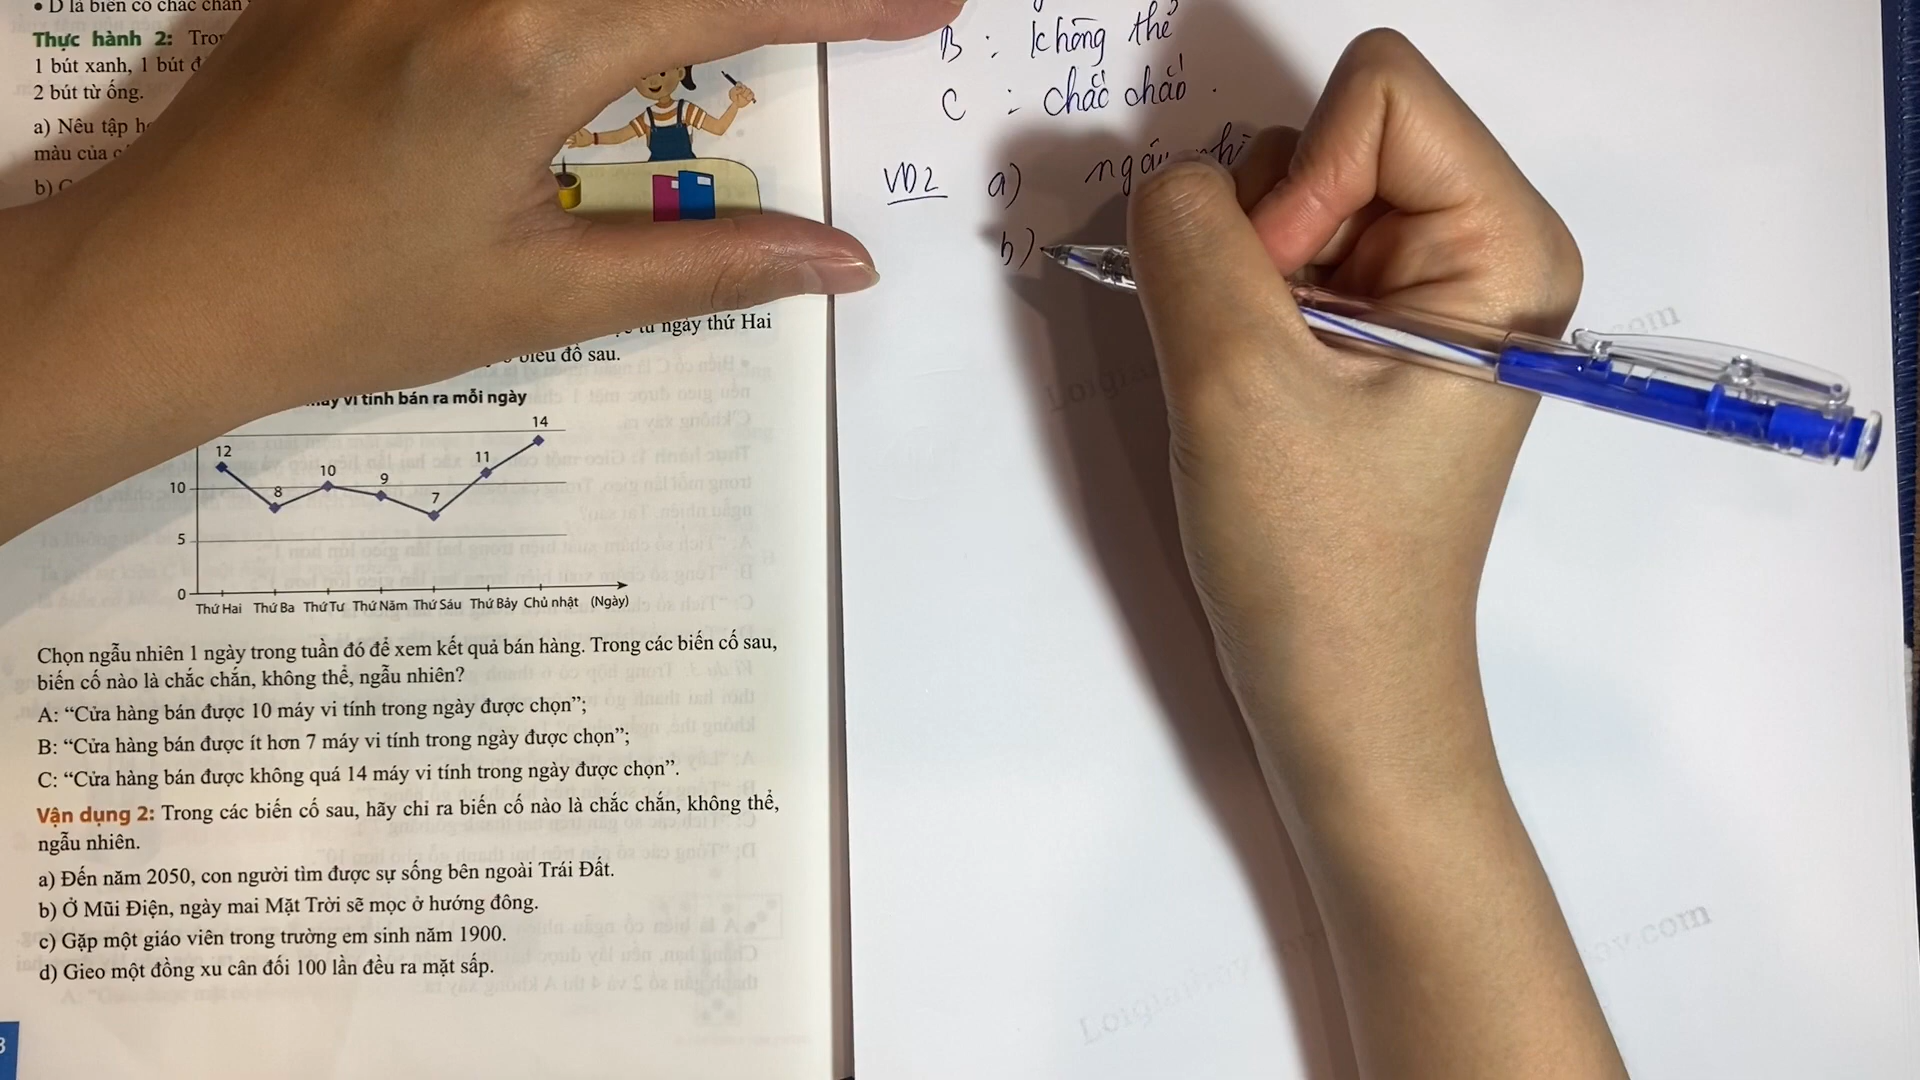 • D là biến cố chắc chắn
Thực hành 2:
1 bút xanh, 1 bút
2 bút từ ống.
a) Nêu tập
màu của
b)
ngày thứ Hai
biểu đồ sau.
máy vi tính bán ra mỗi ngày
14
12
11
10
9
8
7
10
5
0
Thứ Hai Thứ Ba Thứ Tư Thứ Năm Thứ Sáu Thứ Bảy Chủ nhật (Ngày)
Chọn ngẫu nhiên 1 ngày trong tuần đó để xem kết quả bán hàng. Trong các biến cố sau,
biến cố nào là chắc chắn, không thể, ngẫu nhiên?
A: “Cửa hàng bán được 10 máy vi tính trong ngày được chọn”;
B: “Cửa hàng bán được ít hơn 7 máy vi tính trong ngày được chọn”;
C: “Cửa hàng bán được không quá 14 máy vi tính trong ngày được chọn”.
Vận dụng 2: Trong các biến cố sau, hãy chỉ ra biến cố nào là chắc chắn, không thể,
ngẫu nhiên.
a) Đến năm 2050, con người tìm được sự sống bên ngoài Trái Đất.
b) Ở Mũi Điện, ngày mai Mặt Trời sẽ mọc ở hướng đông.
c) Gặp một giáo viên trong trường em sinh năm 1900.
d) Gieo một đồng xu cân đối 100 lần đều ra mặt sấp.
B : không thể
C : chắc chắn.
VD2 a)
b)